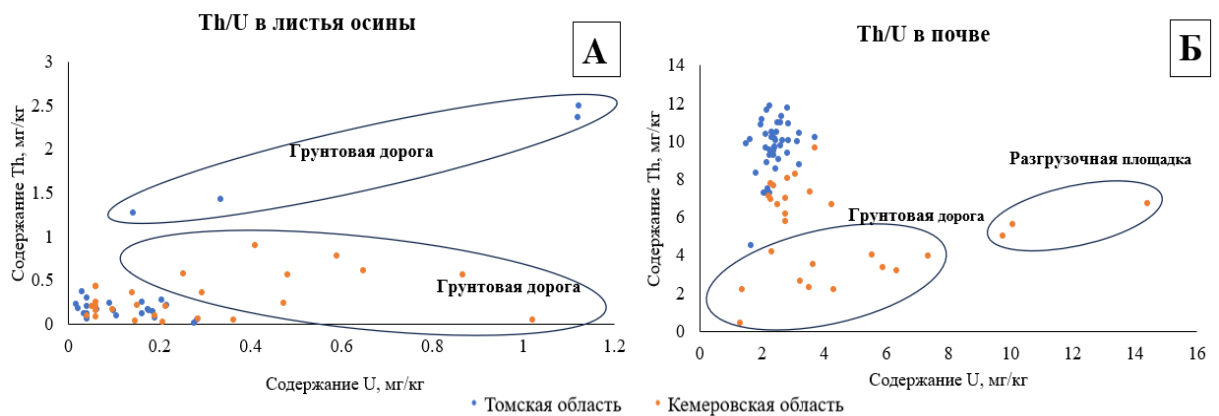 Th/U в листья осины
А
3
2.5
2
1.5
1
0.5
0
0
0.2
0.4
0.6
0.8
1
1.2
Содержание Th, мг/кг
Содержание U, мг/кг
Грунтовая дорога
Грунтовая дорога
Th/U в почве
Б
14
12
10
8
6
4
2
0
0
2
4
6
8
10
12
14
16
Содержание Th, мг/кг
Содержание U, мг/кг
Разгрузочная площадка
Грунтовая дорога
Томская область
Кемеровская область